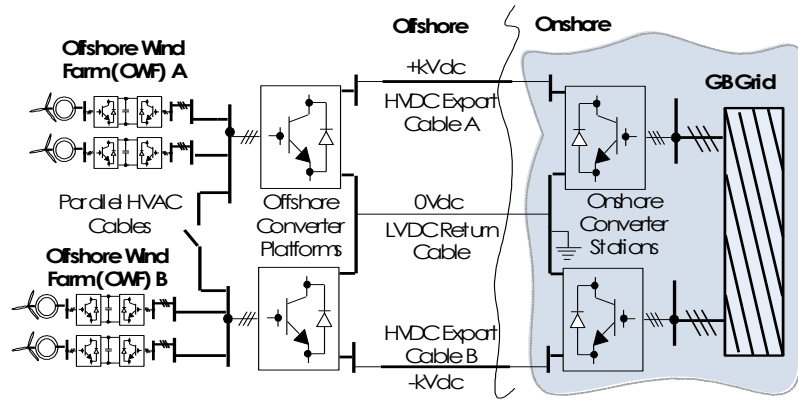 Offshore
Onshore
Offshore Wind
Farm (OWF) A
+kVdc
HVDC Export
Cable A
GB Grid
Parallel HVAC
Cables
Offshore
Converter
Platforms
0Vdc
LVDC Return
Cable
Onshore
Converter
Stations
Offshore Wind
Farm (OWF) B
HVDC Export
Cable B
-kVdc